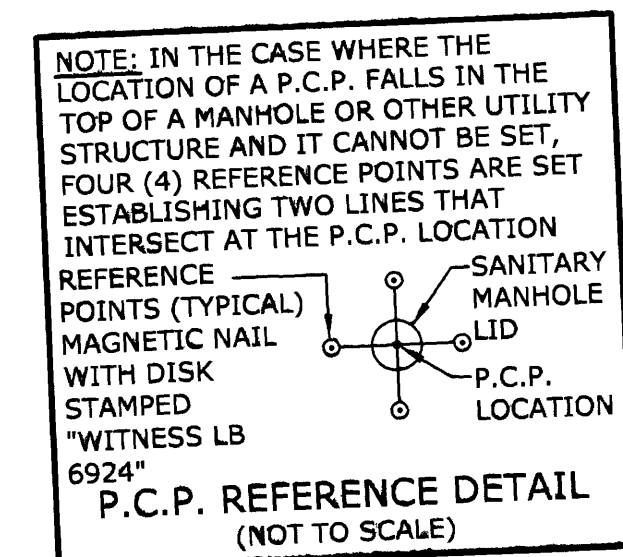 NOTE: IN THE CASE WHERE THE
LOCATION OF A P.C.P. FALLS IN THE
TOP OF A MANHOLE OR OTHER UTILITY
STRUCTURE AND IT CANNOT BE SET,
FOUR (4) REFERENCE POINTS ARE SET
ESTABLISHING TWO LINES THAT
INTERSECT AT THE P.C.P. LOCATION
REFERENCE
POINTS (TYPICAL)
MAGNETIC NAIL
WITH DISK
STAMPED
"WITNESS LB
6924"
SANITARY
MANHOLE
LID
P.C.P.
LOCATION
P.C.P. REFERENCE DETAIL
(NOT TO SCALE)